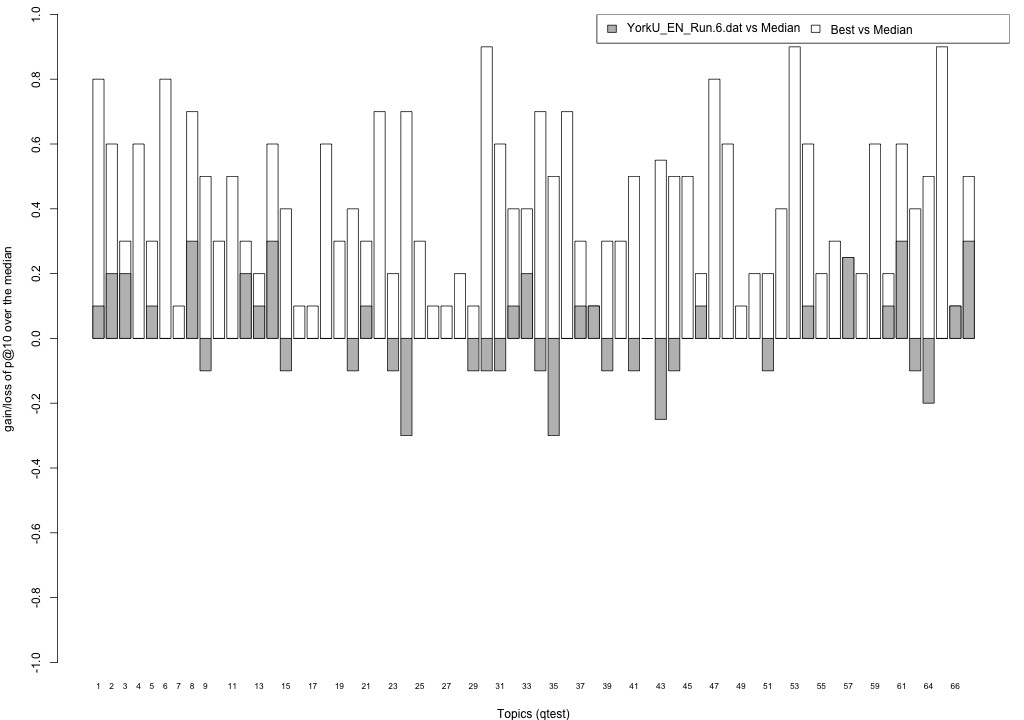 YorkU_EN_Run.6.dat vs Median Best vs Median
gain/loss of p@10 over the median
1.0
0.8
0.6
0.4
0.2
0.0
-0.2
-0.4
-0.6
-0.8
-1.0
1 2 3 4 5 6 7 8 9 11 13 15 17 19 21 23 25 27 29 31 33 35 37 39 41 43 45 47 49 51 53 55 57 59 61 64 66
Topics (qtest)